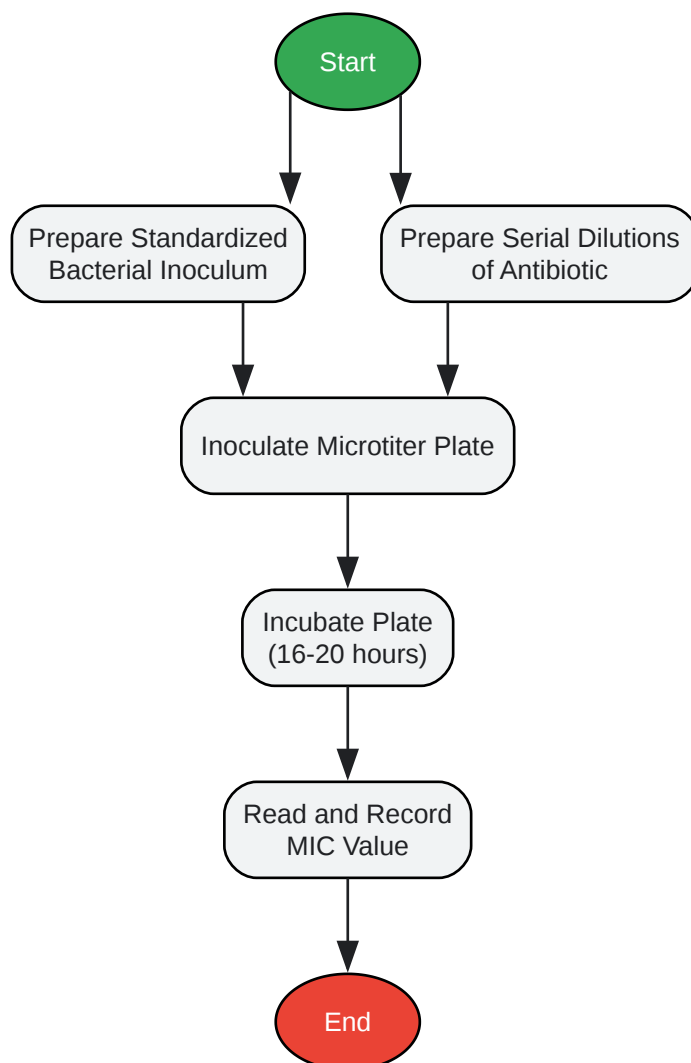 Start
Prepare Standardized
Bacterial Inoculum
Prepare Serial Dilutions
of Antibiotic
Inoculate Microtiter Plate
Incubate Plate
(16-20 hours)
Read and Record
MIC Value
End